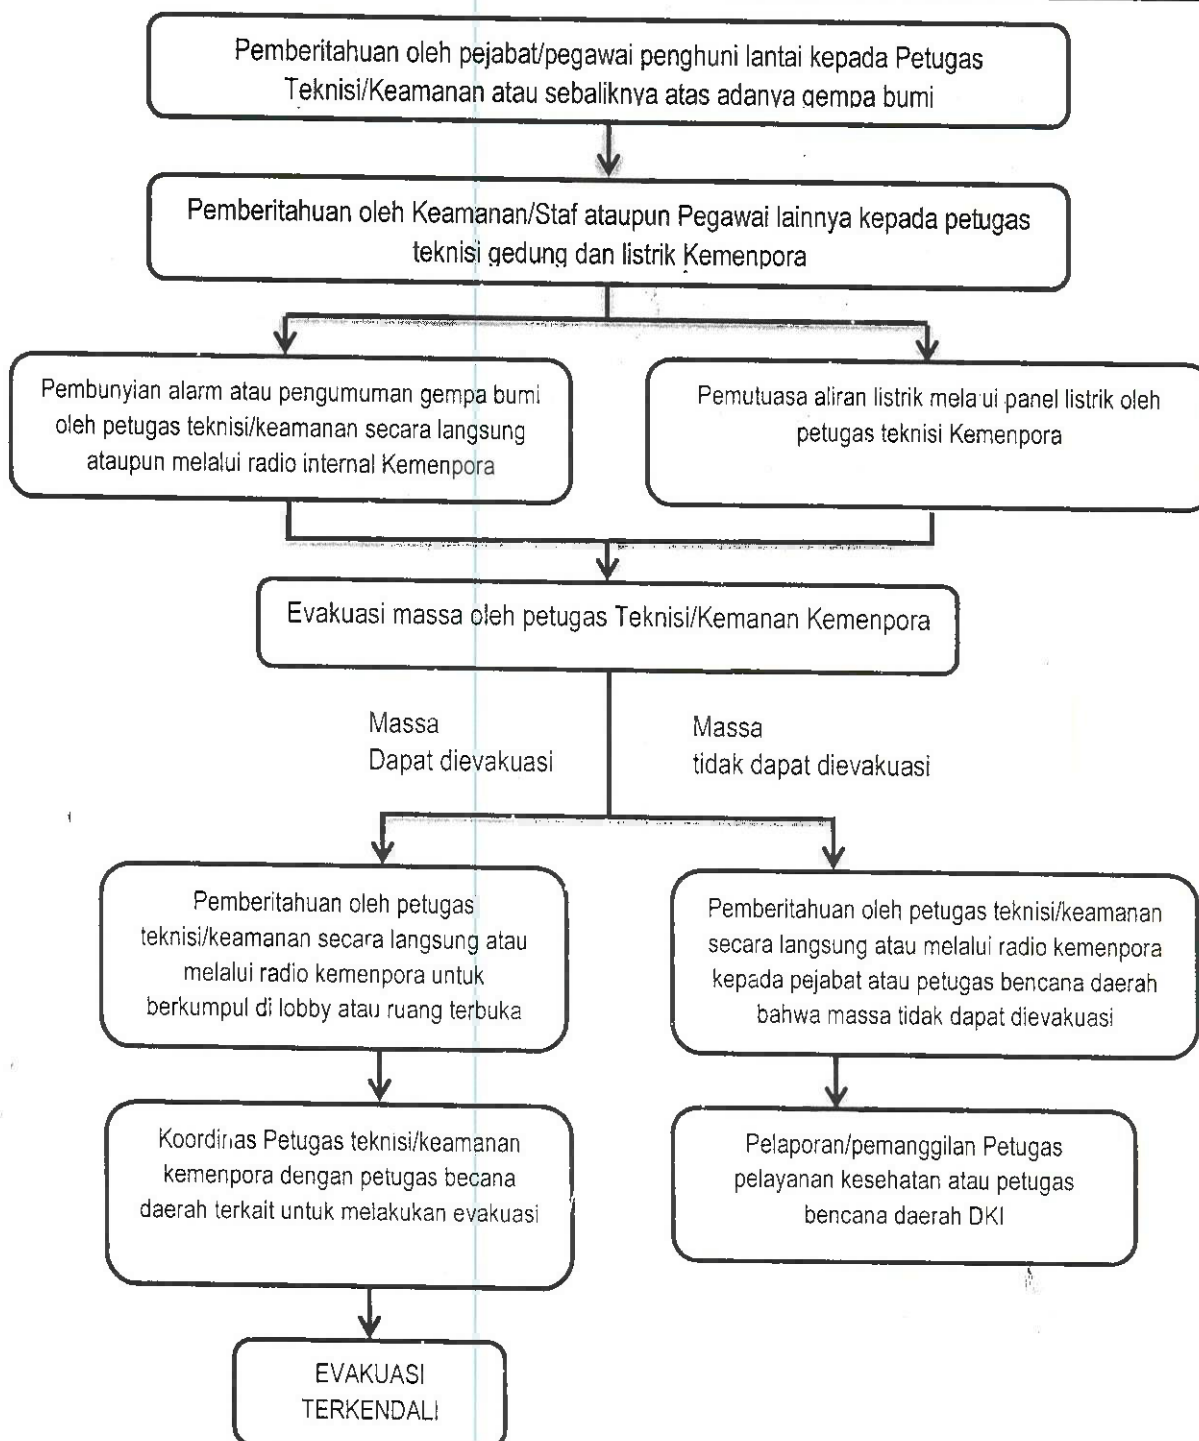 Pemberitahuan oleh pejabat/pegawai penghuni lantai kepada Petugas
Teknisi/Keamanan atau sebaliknya atas adanya gempa bumi
Pemberitahuan oleh Keamanan/Staf ataupun Pegawai lainnya kepada petugas
teknisi gedung dan listrik Kemenpora
Pembunyian alarm atau pengumuman gempa bumi
oleh petugas teknisi/keamanan secara langsung
ataupun melalui radio internal Kemenpora
Pemutuasa aliran listrik melalui panel listrik oleh
petugas teknisi Kemenpora
Evakuasi massa oleh petugas Teknisi/Kemanan Kemenpora
Massa
Dapat dievakuasi
Massa
tidak dapat dievakuasi
Pemberitahuan oleh petugas
teknisi/keamanan secara langsung atau
melalui radio kemenpora untuk
berkumpul di lobby atau ruang terbuka
Pemberitahuan oleh petugas teknisi/keamanan
secara langsung atau melalui radio kemenpora
kepada pejabat atau petugas bencana daerah
bahwa massa tidak dapat dievakuasi
Koordinas Petugas teknisi/keamanan
kemenpora dengan petugas becana
daerah terkait untuk melakukan evakuasi
Pelaporan/pemanggilan Petugas
pelayanan kesehatan atau petugas
bencana daerah DKI
EVAKUASI
TERKENDALI